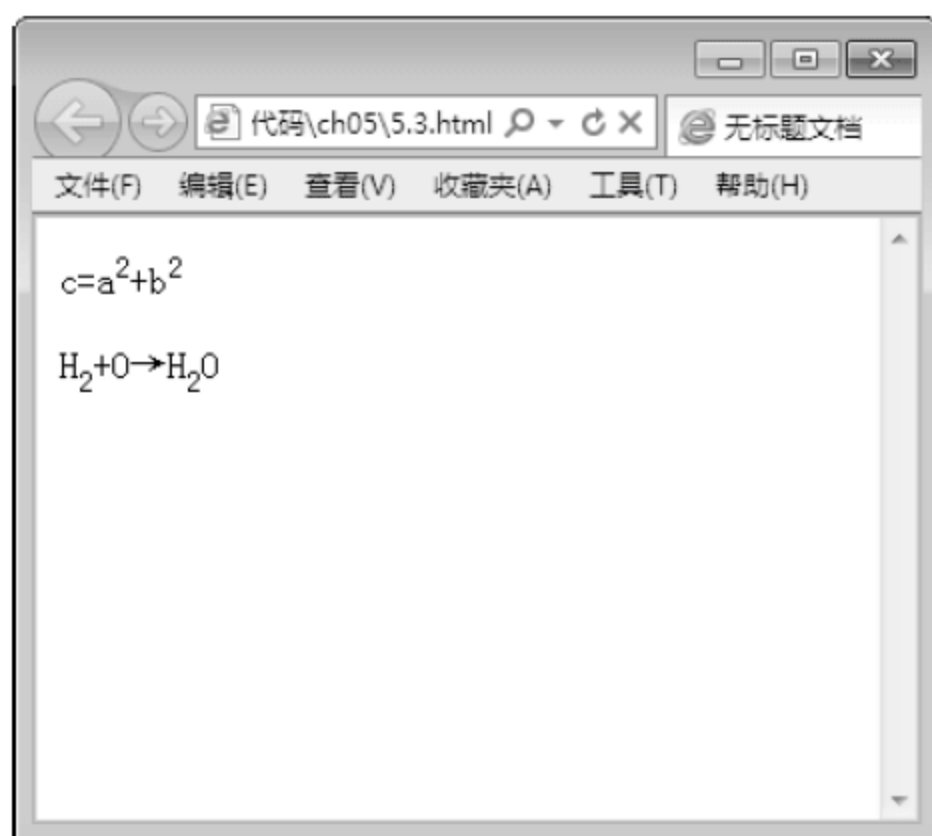 代码\ch05\5.3.html 无标题文档
文件(F) 编辑(E) 查看(V) 收藏夹(A) 工具(T) 帮助(H)
c=a²+b²
H₂+O→H₂O